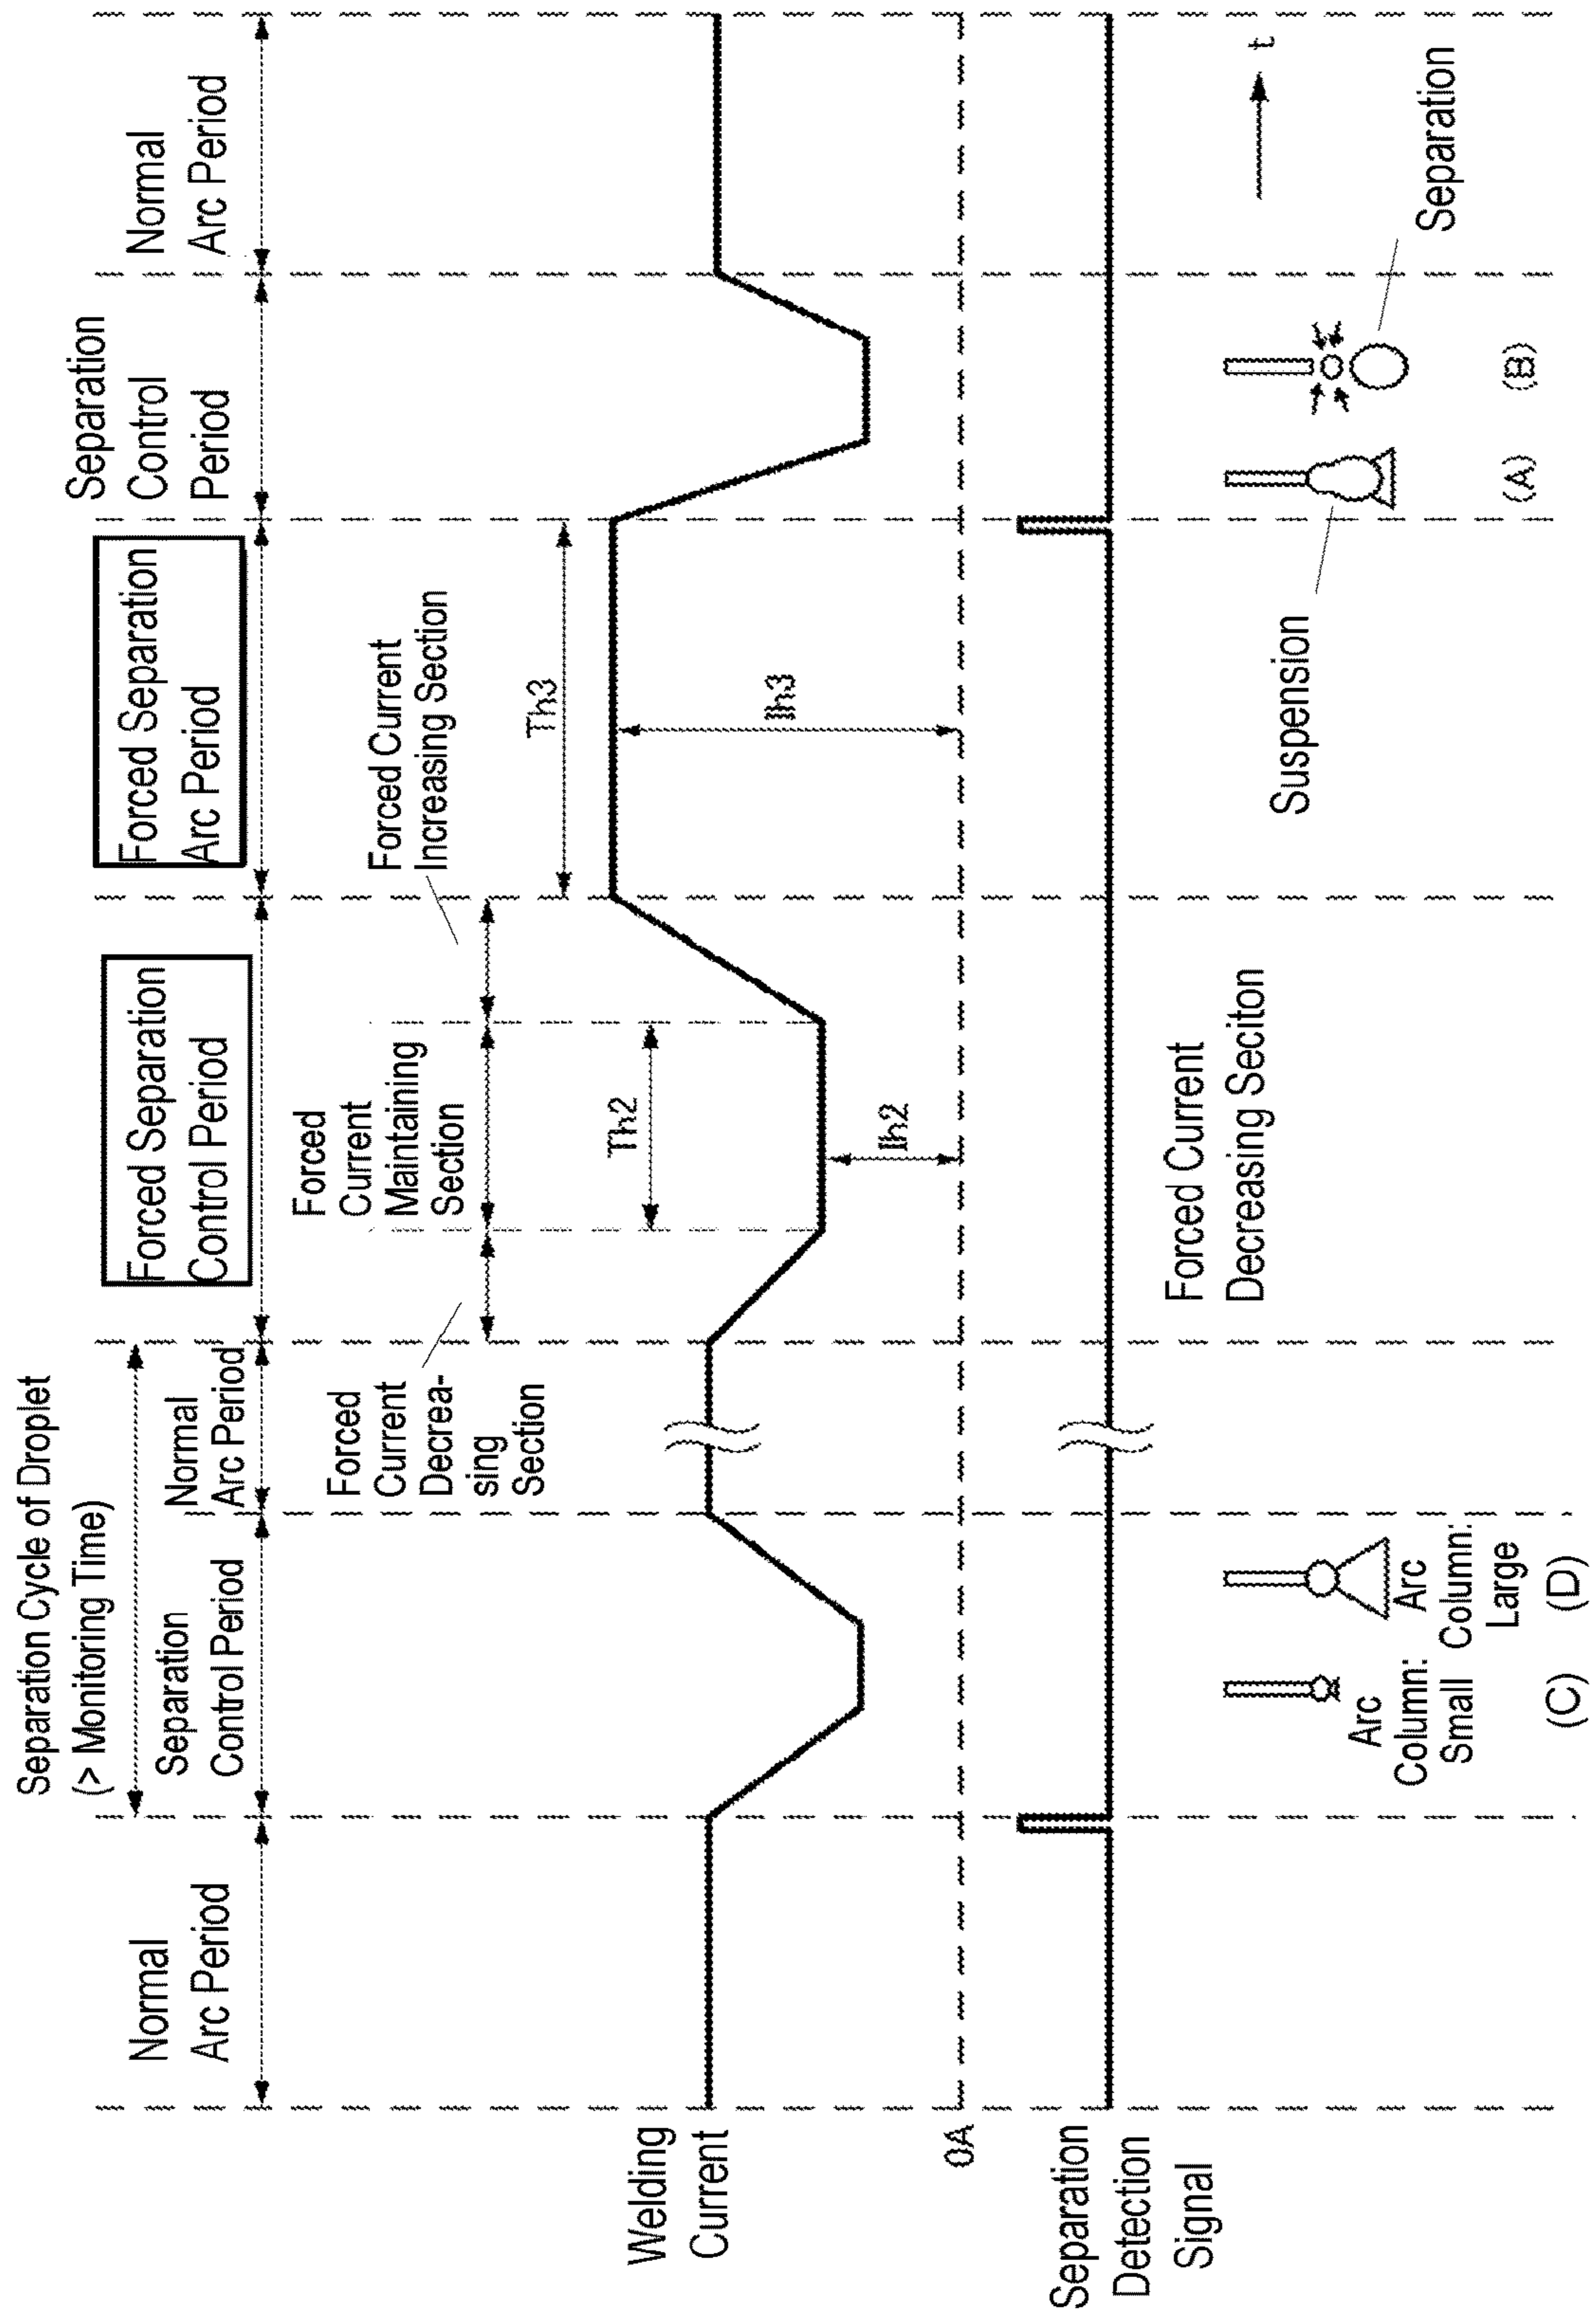 Separation Cycle of Droplet
(> Monitoring Time)
Normal
Arc Period
Separation
Control Period
Normal
Arc Period
Forced Separation
Control Period
Forced Separation
Arc Period
Separation
Control
Period
Normal
Arc Period
Forced
Current
Decrea-
sing
Section
Forced
Current
Maintaining
Section
Forced Current
Increasing Section
Th2
Th3
Ih2
Ih3
Welding
Current
0A
Separation
Detection
Signal
Forced Current
Decreasing Seciton
Suspension
Separation
t
Arc
Column:
Small
(C)
Arc
Column:
Large
(D)
(A)
(B)